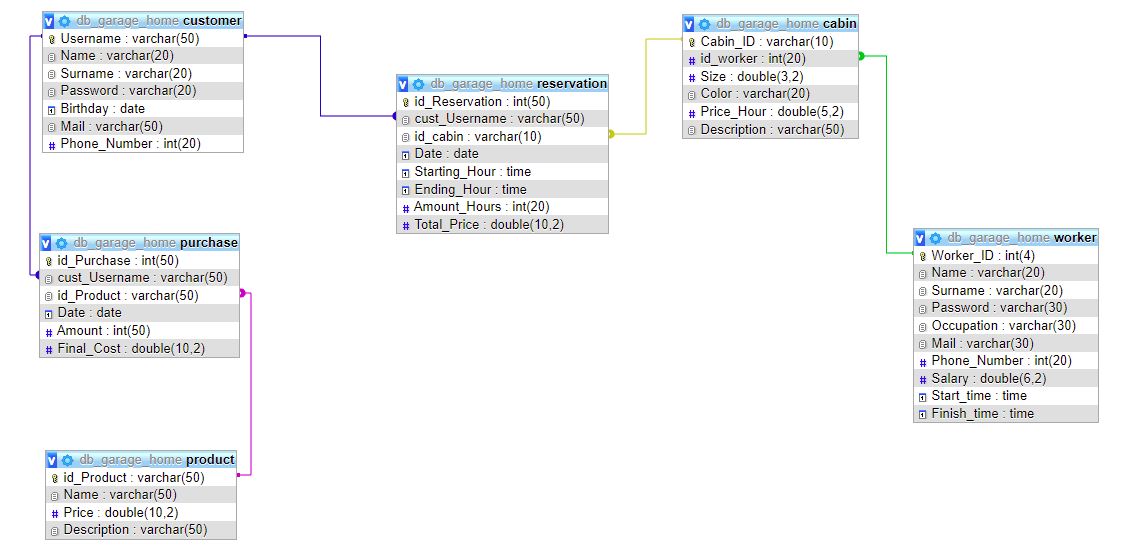 db_garage_home customer
Username : varchar(50)
Name : varchar(20)
Surname : varchar(20)
Password : varchar(20)
Birthday : date
Mail : varchar(50)
Phone_Number : int(20)
db_garage_home reservation
id_Reservation : int(50)
cust_Username : varchar(50)
id_cabin : varchar(10)
Date : date
Starting_Hour : time
Ending_Hour : time
Amount_Hours : int(20)
Total_Price : double(10,2)
db_garage_home cabin
Cabin_ID : varchar(10)
id_worker : int(20)
Size : double(3,2)
Color : varchar(20)
Price_Hour : double(5,2)
Description : varchar(50)
db_garage_home purchase
id_Purchase : int(50)
cust_Username : varchar(50)
id_Product : varchar(50)
Date : date
Amount : int(50)
Final_Cost : double(10,2)
db_garage_home worker
Worker_ID : int(4)
Name : varchar(20)
Surname : varchar(20)
Password : varchar(30)
Occupation : varchar(30)
Mail : varchar(30)
Phone_Number : int(20)
Salary : double(6,2)
Start_time : time
Finish_time : time
db_garage_home product
id_Product : varchar(50)
Name : varchar(50)
Price : double(10,2)
Description : varchar(50)